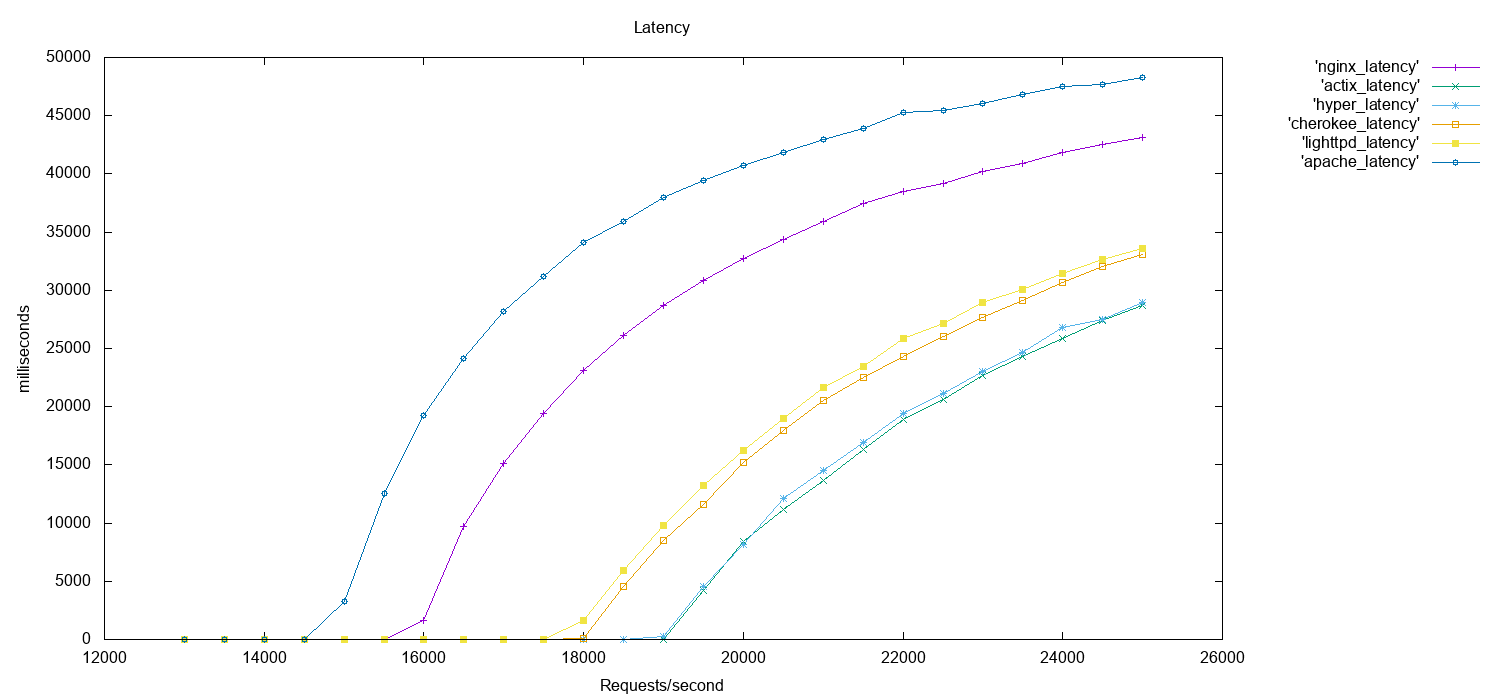 Latency
50000
45000
40000
35000
30000
25000
20000
15000
10000
5000
0
milliseconds
12000 14000 16000 18000 20000 22000 24000 26000
Requests/second
'nginx_latency'
'actix_latency'
'hyper_latency'
'cherokee_latency'
'lighttpd_latency'
'apache_latency'